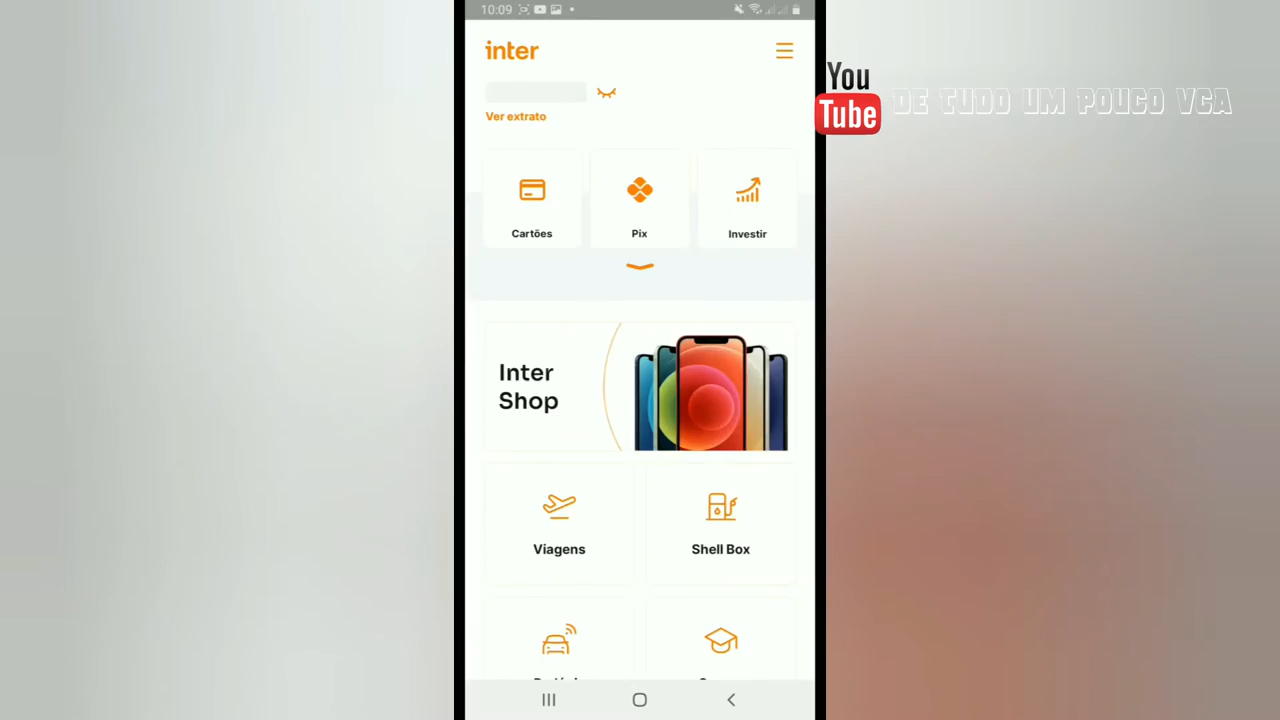 10:09
inter
Ver extrato
Cartões
Pix
Investir
Inter
Shop
Viagens
Shell Box
You
Tube
DE TUDO UM POUCO VCA